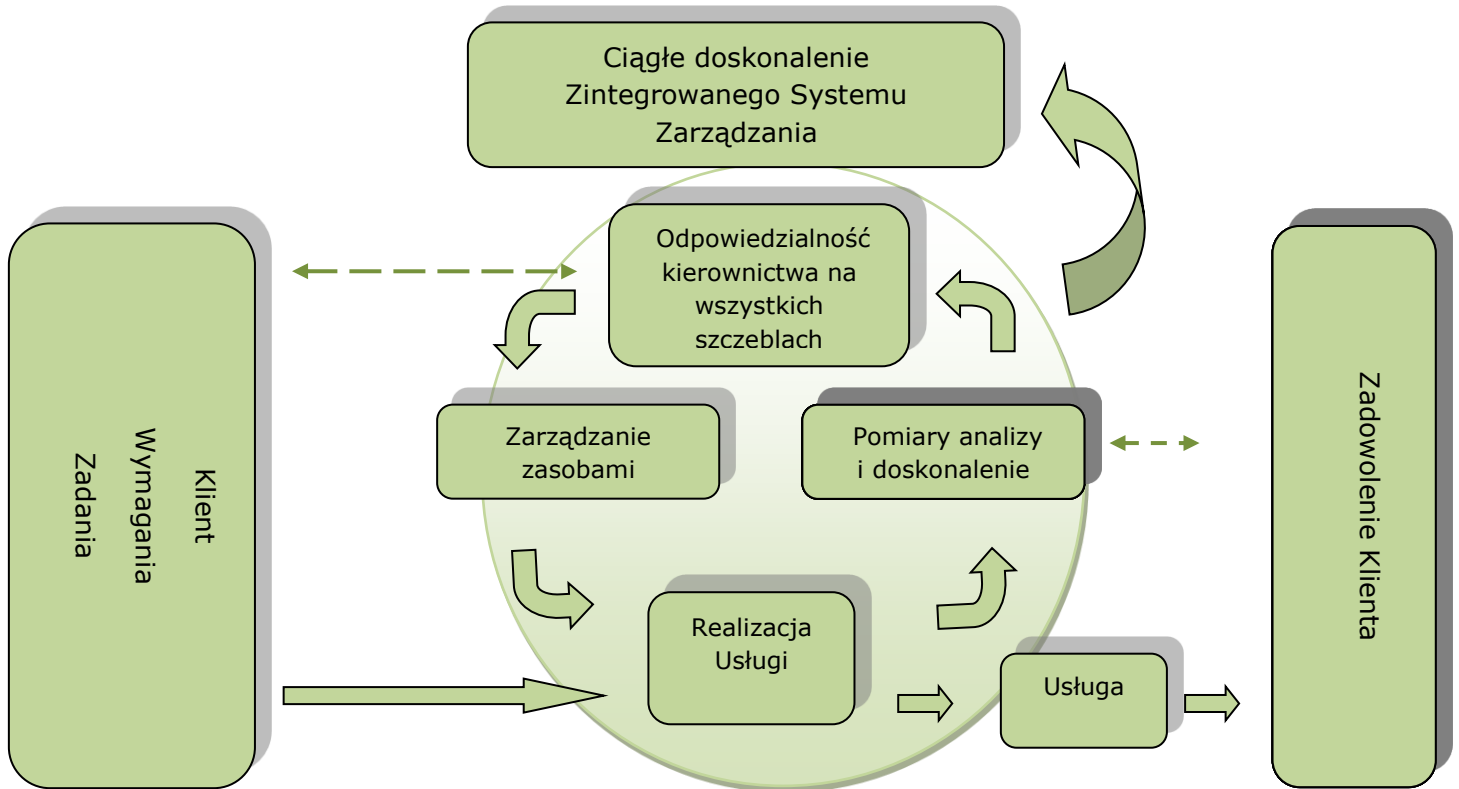 Ciągłe doskonalenie
Zintegrowanego Systemu
Zarządzania
Odpowiedzialność
kierownictwa na
wszystkich
szczeblach
Klient
Wymagania
Zadania
Zarządzanie
zasobami
Pomiary analizy
i doskonalenie
Realizacja
Usługi
Usługa
Zadowolenie Klienta